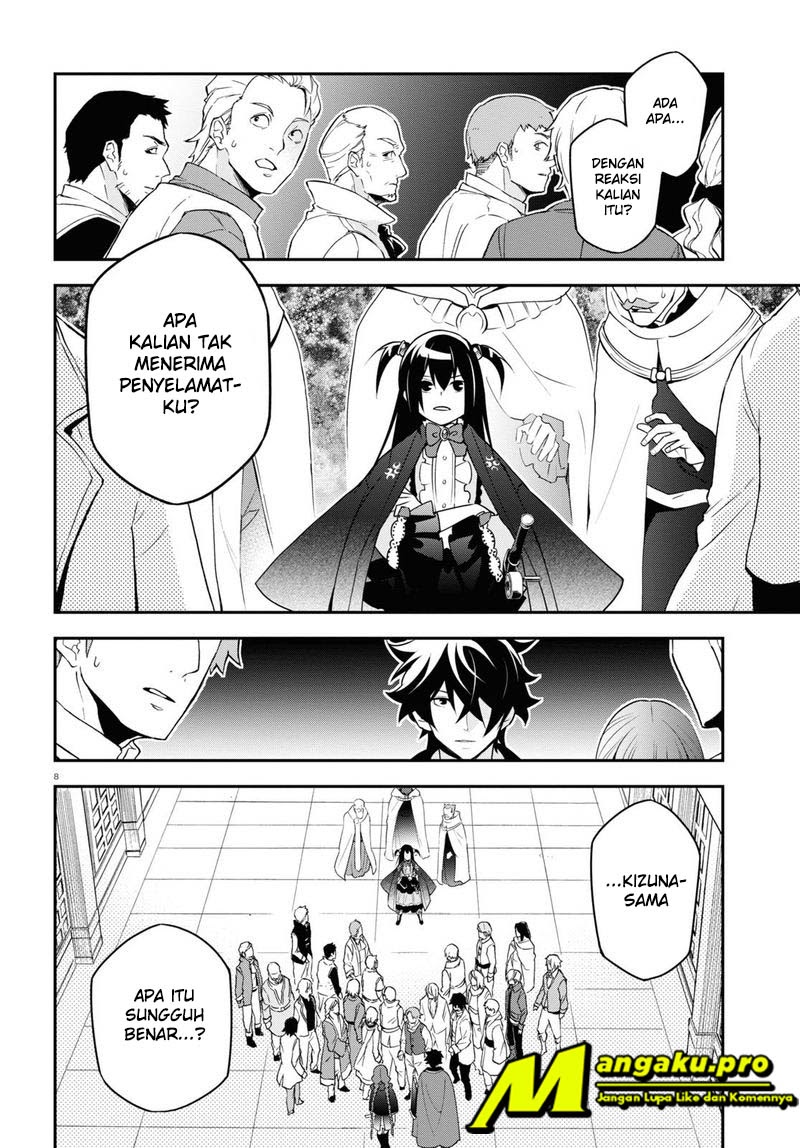 ADA
APA...
DENGAN
REAKSI
KALIAN
ITU?
APA
KALIAN TAK
MENERIMA
PENYELAMAT-
KU?
8
...KIZUNA-
SAMA
APA ITU
SUNGGUH
BENAR...?
Mangaku.pro
Jangan Lupa Like dan Komennya